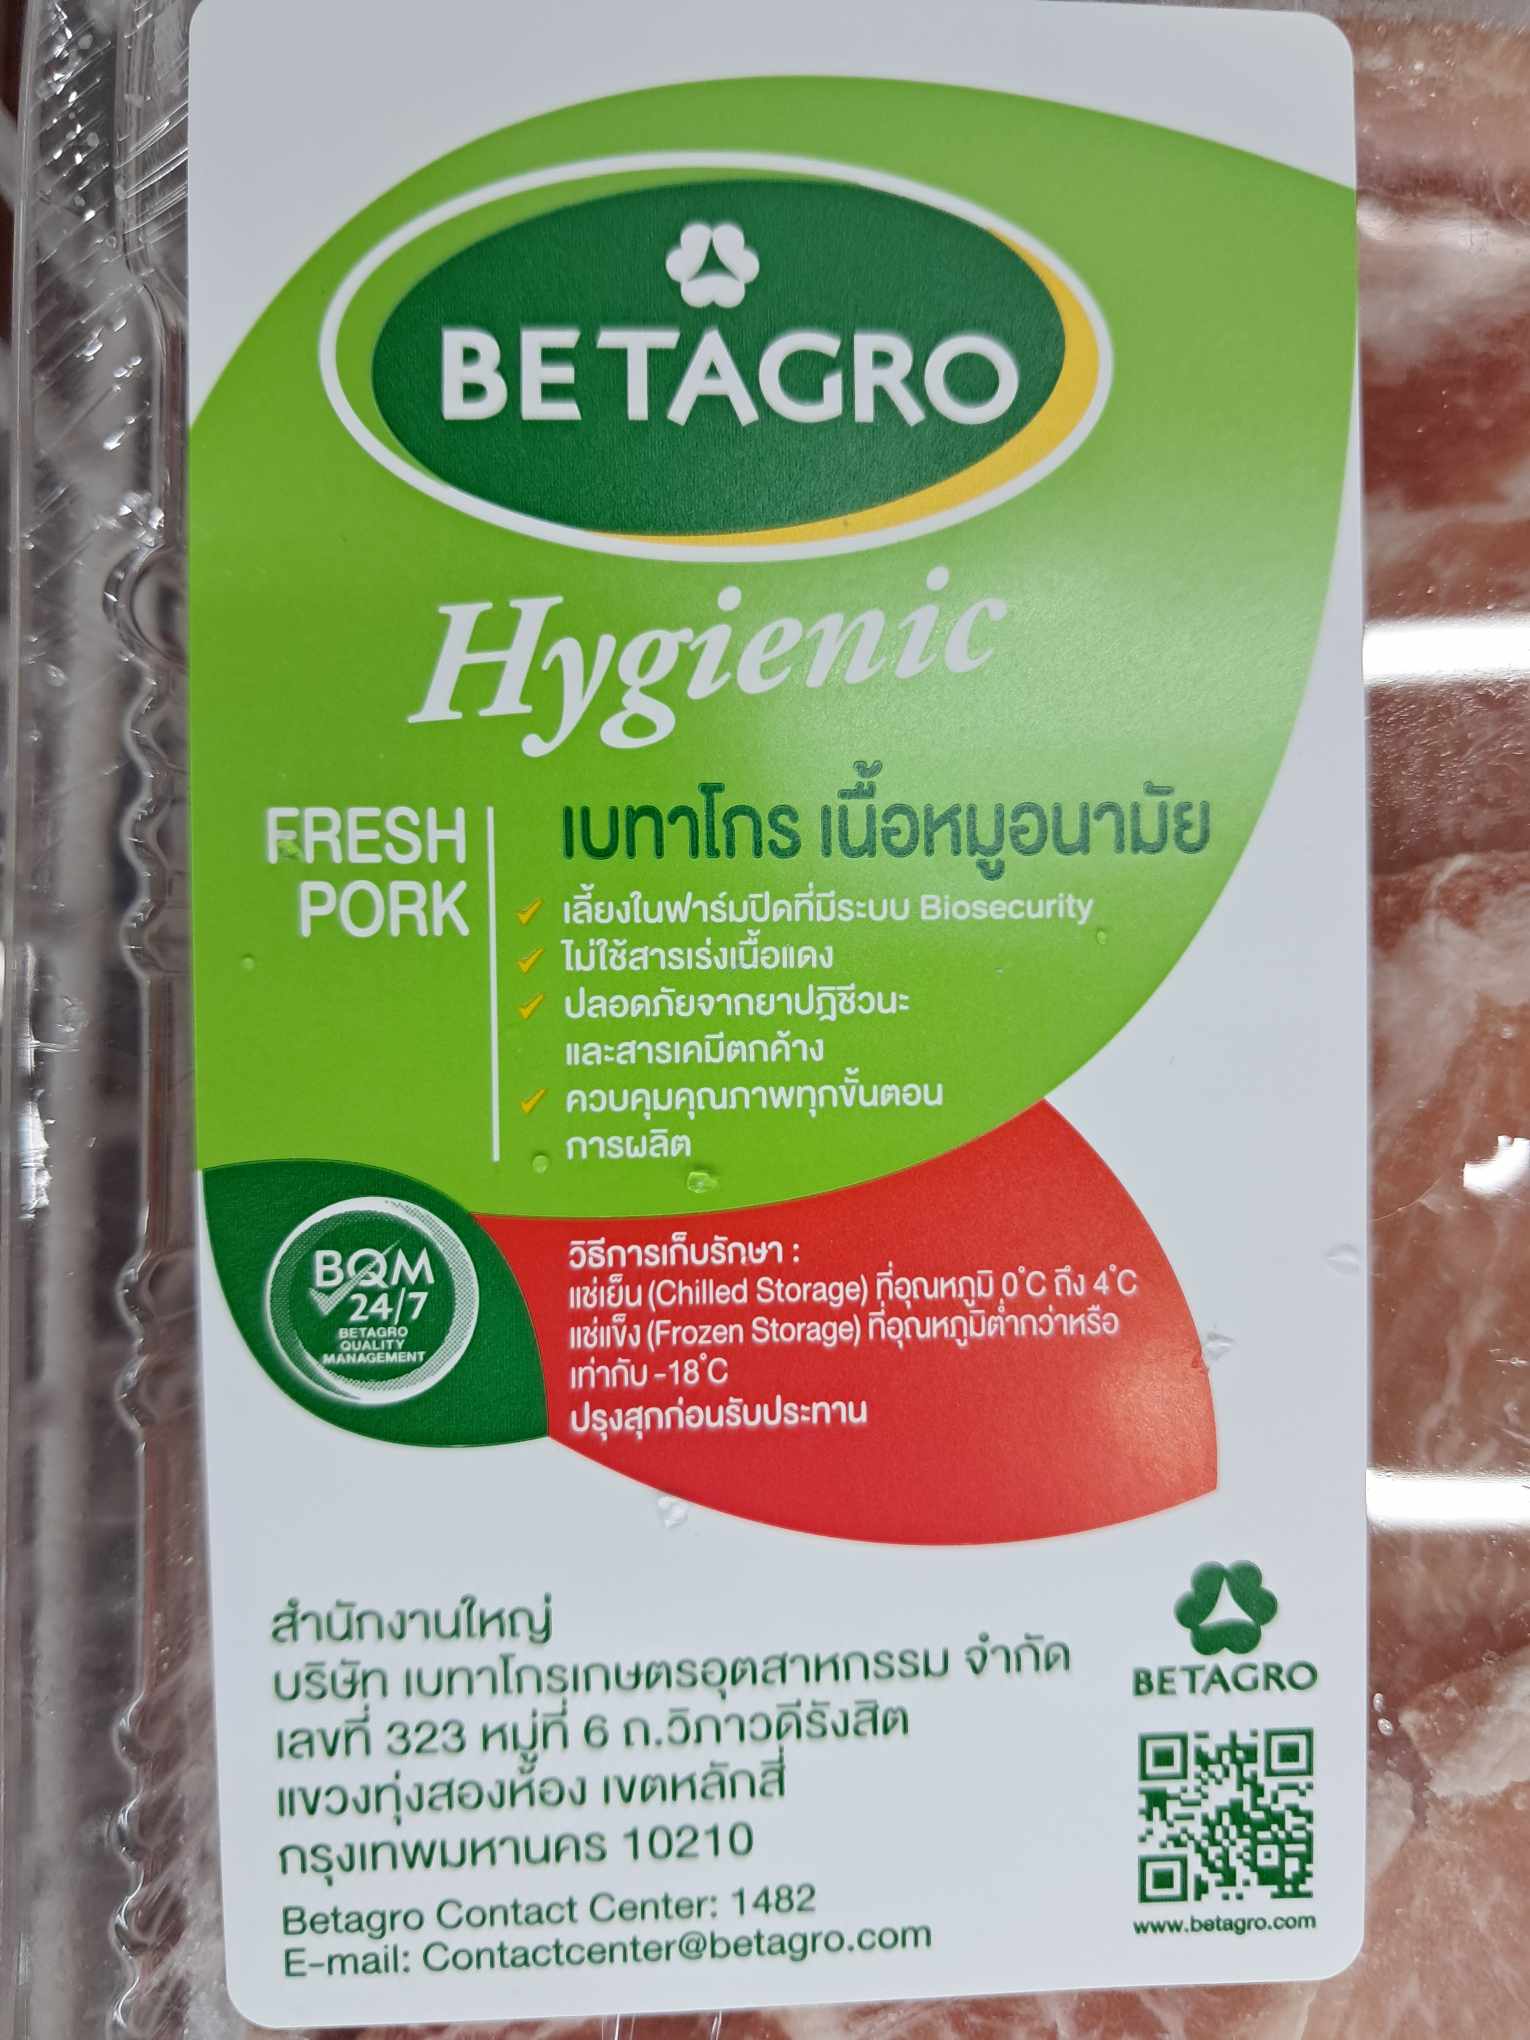 BETAGRO
Hygienic
FRESH
PORK
เบทาโกร เนื้อหมูอนามัย
เลี้ยงในฟาร์มปิดที่มีระบบ Biosecurity
ไม่ใช้สารเร่งเนื้อแดง
ปลอดภัยจากยาปฏิชีวนะ
และสารเคมีตกค้าง
ควบคุมคุณภาพทุกขั้นตอน
การผลิต
BQM
24/7
BETAGRO
QUALITY
MANAGEMENT
วิธีการเก็บรักษา :
แช่เย็น (Chilled Storage) ที่อุณหภูมิ 0˚C ถึง 4˚C
แช่แข็ง (Frozen Storage) ที่อุณหภูมิต่ำกว่าหรือ
เท่ากับ -18˚C
ปรุงสุกก่อนรับประทาน
สำนักงานใหญ่
บริษัท เบทาโกรเกษตรอุตสาหกรรม จำกัด
เลขที่ 323 หมู่ที่ 6 ถ.วิภาวดีรังสิต
แขวงทุ่งสองห้อง เขตหลักสี่
กรุงเทพมหานคร 10210
Betagro Contact Center: 1482
E-mail: Contactcenter@betagro.com
BETAGRO
www.betagro.com